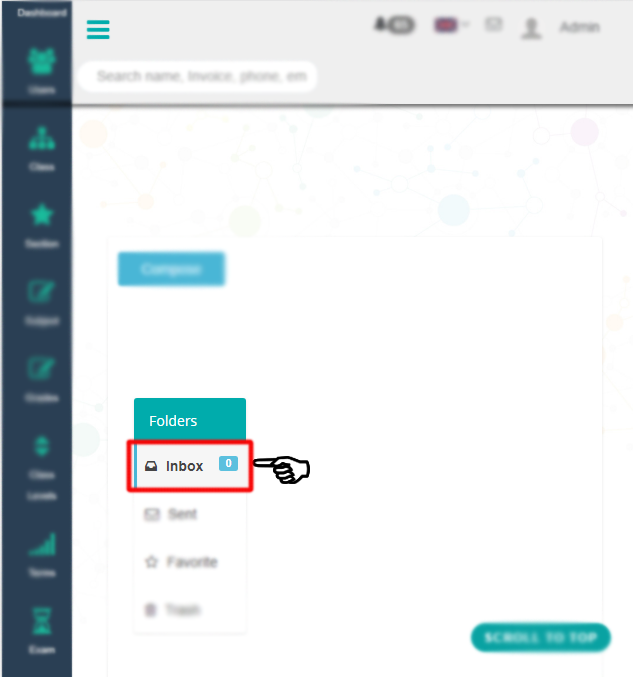 Dashboard
Admin
Search name, Invoice, phone, em
Users
Class
Section
Compose
Subject
Grades
Folders
Inbox 0
Class
Levels
Sent
Favorite
Terms
Trash
Exam
SCROLL TO TOP